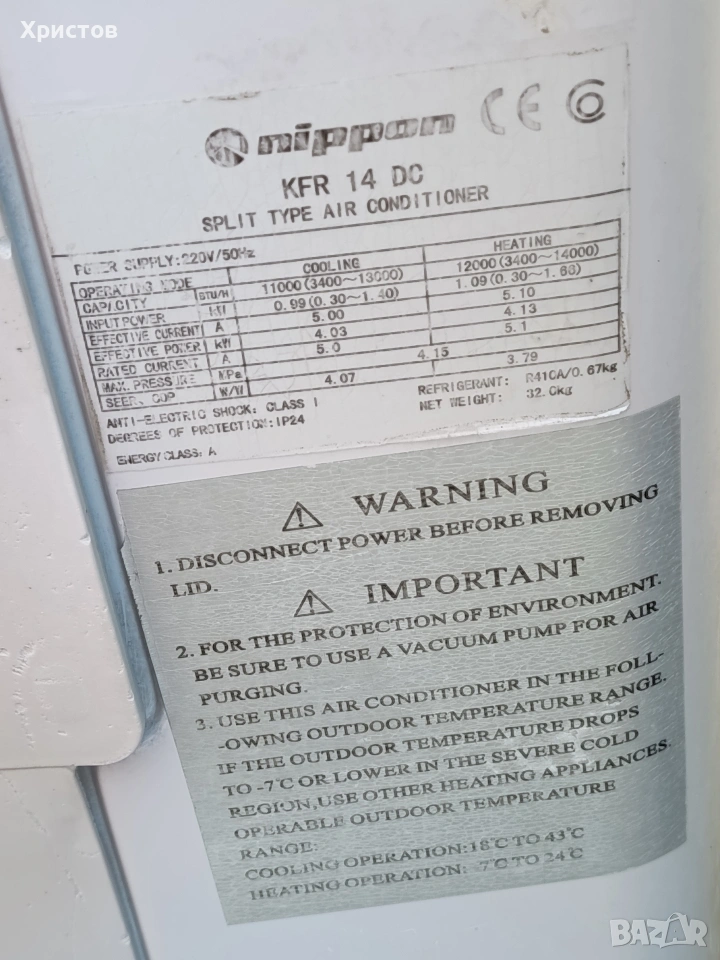 Христов
nippon CE
KFR 14 DC
SPLIT TYPE AIR CONDITIONER
POWER SUPPLY:220V/50Hz
OPERATING MODE COOLING HEATING
CAPACITY BTU/H 11000(3400~13000) 12000(3400~14000)
INPUT POWER kW 0.99(0.30~1.40) 1.09(0.30~1.60)
EFFECTIVE CURRENT A 5.00 5.10
EFFECTIVE POWER kW 4.03 4.13
RATED CURRENT A 5.0 5.1
MAX. PRESSURE MPa 4.15
SEER, COP W/W 4.07 3.79
ANTI-ELECTRIC SHOCK: CLASS I REFRIGERANT: R410A/0.67kg
DEGREES OF PROTECTION:IP24 NET WEIGHT: 32.0kg
ENERGY CLASS: A
⚠ WARNING
1. DISCONNECT POWER BEFORE REMOVING
LID.
⚠ IMPORTANT
2. FOR THE PROTECTION OF ENVIRONMENT.
BE SURE TO USE A VACUUM PUMP FOR AIR
PURGING.
3. USE THIS AIR CONDITIONER IN THE FOLL-
-OWING OUTDOOR TEMPERATURE RANGE.
IF THE OUTDOOR TEMPERATURE DROPS
TO -7°C OR LOWER IN THE SEVERE COLD
REGION,USE OTHER HEATING APPLIANCES.
OPERABLE OUTDOOR TEMPERATURE
RANGE:
COOLING OPERATION:18°C TO 43°C
HEATING OPERATION: 7°C TO 24°C
BAZAR